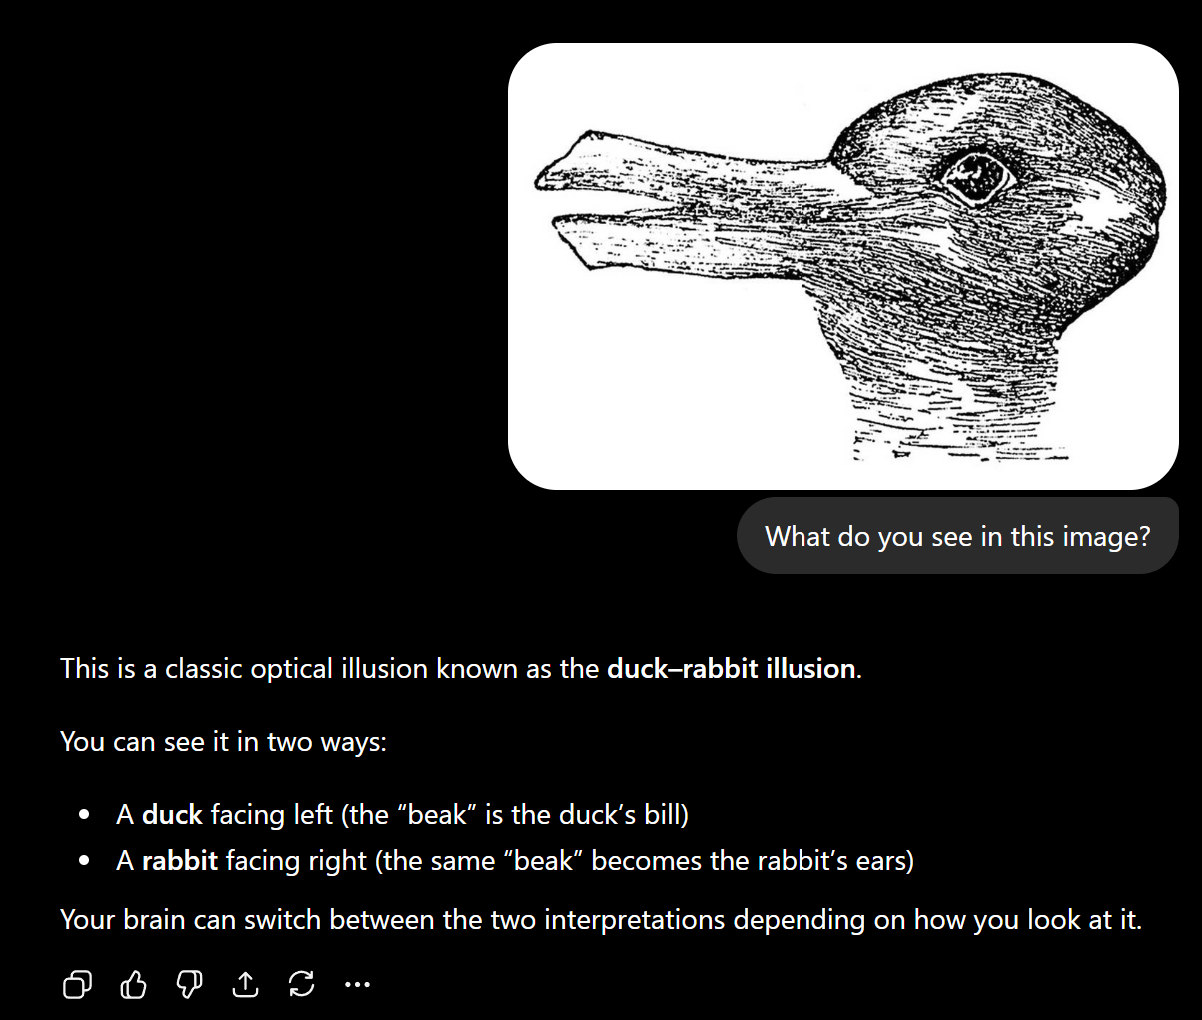 What do you see in this image?
This is a classic optical illusion known as the duck–rabbit illusion.
You can see it in two ways:
A duck facing left (the “beak” is the duck’s bill)
A rabbit facing right (the same “beak” becomes the rabbit’s ears)
Your brain can switch between the two interpretations depending on how you look at it.